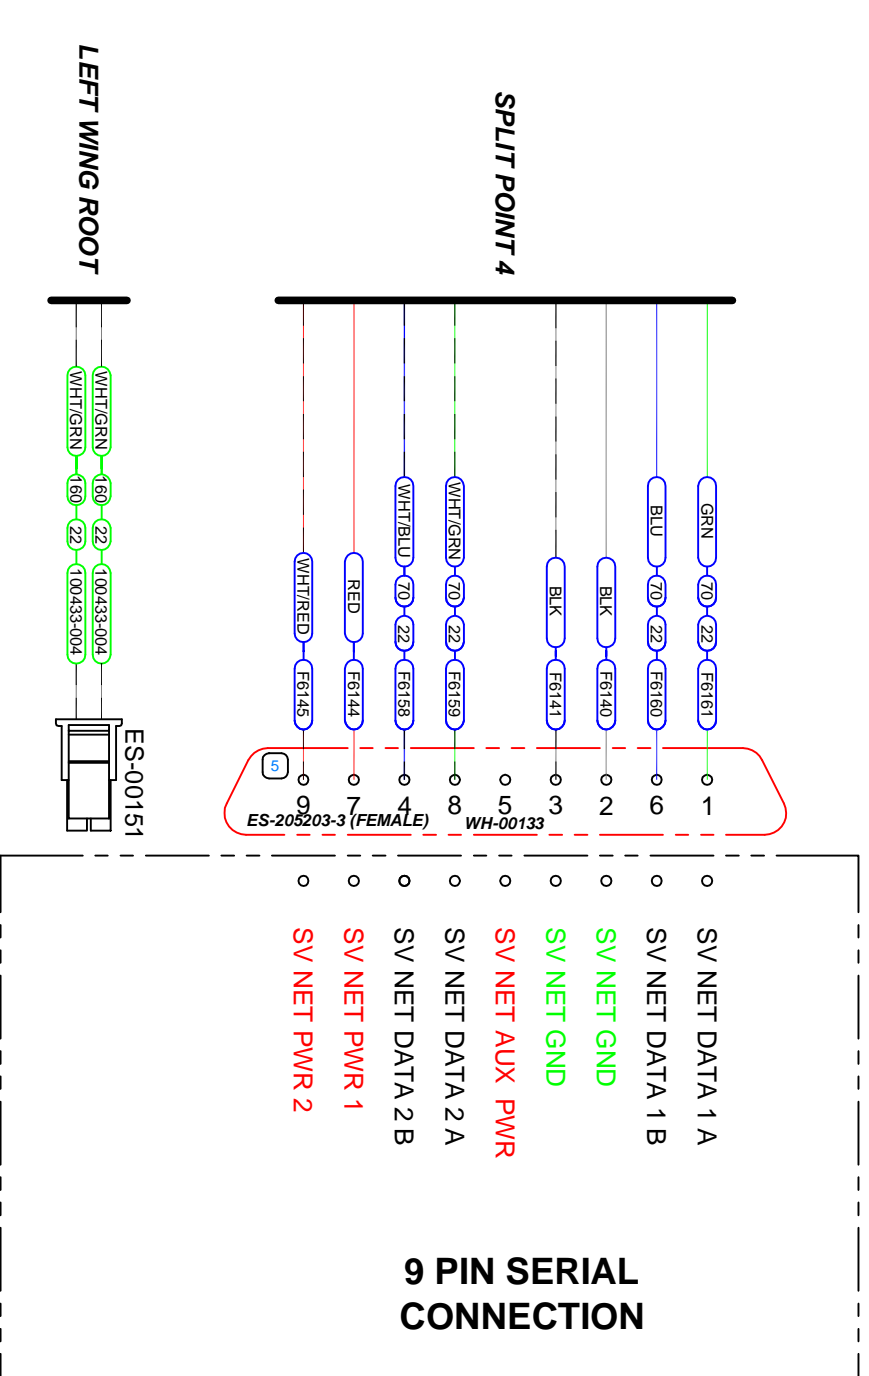 LEFT WING ROOT
SPLIT POINT 4
WHT/GRN 160 22 100433-004
WHT/GRN 160 22 100433-004
ES-00151
WHT/RED F6145
RED F6144
WHT/BLU 70 22 F6158
WHT/GRN 70 22 F6159
BLK F6141
BLK F6140
BLU 70 22 F6160
GRN 70 22 F6161
5
9 7 4 8 5 3 2 6 1
ES-205203-3 (FEMALE) WH-00133
SV NET PWR 2
SV NET PWR 1
SV NET DATA 2 B
SV NET DATA 2 A
SV NET AUX PWR
SV NET GND
SV NET GND
SV NET DATA 1 B
SV NET DATA 1 A
9 PIN SERIAL
CONNECTION